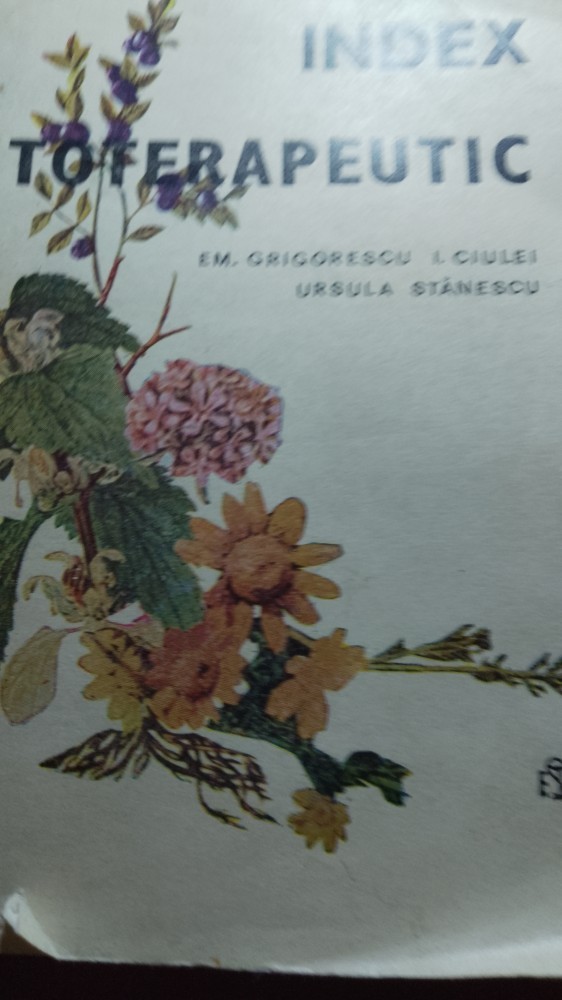 INDEX
TOTERAPEUTIC
EM. GRIGORESCU I. CIULEI
URSULA STĂNESCU